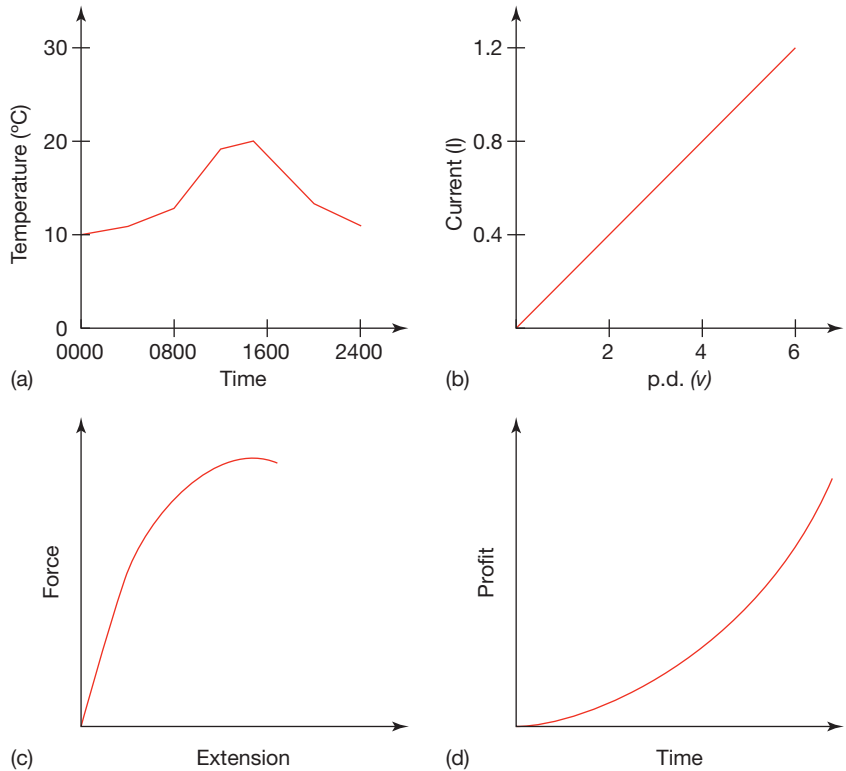 Temperature (ºC)
30
20
10
0
0000 0800 1600 2400
(a) Time
Current (I)
1.2
0.8
0.4
2 4 6
(b) p.d. (v)
Force
(c) Extension
Profit
(d) Time